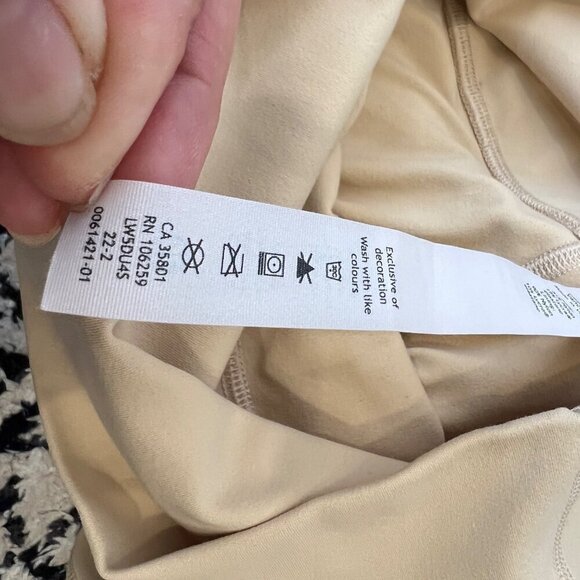 Exclusive of
decoration
Wash with like
colours
CA 35801
RN 106259
LW5DU4S
22-2
0061421-01